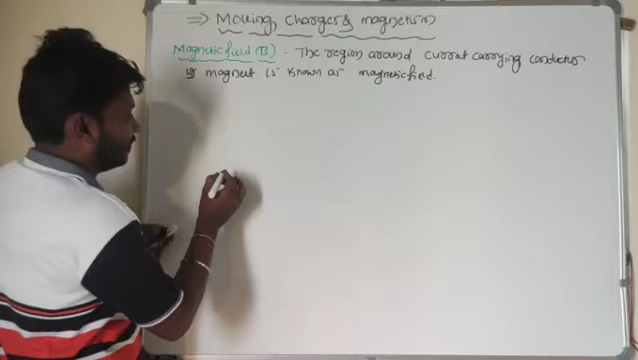 ⇒ Moving charges & magnetism
Magnetic field (B) - The region around current carrying conductor
or magnet is known as magnetic field.